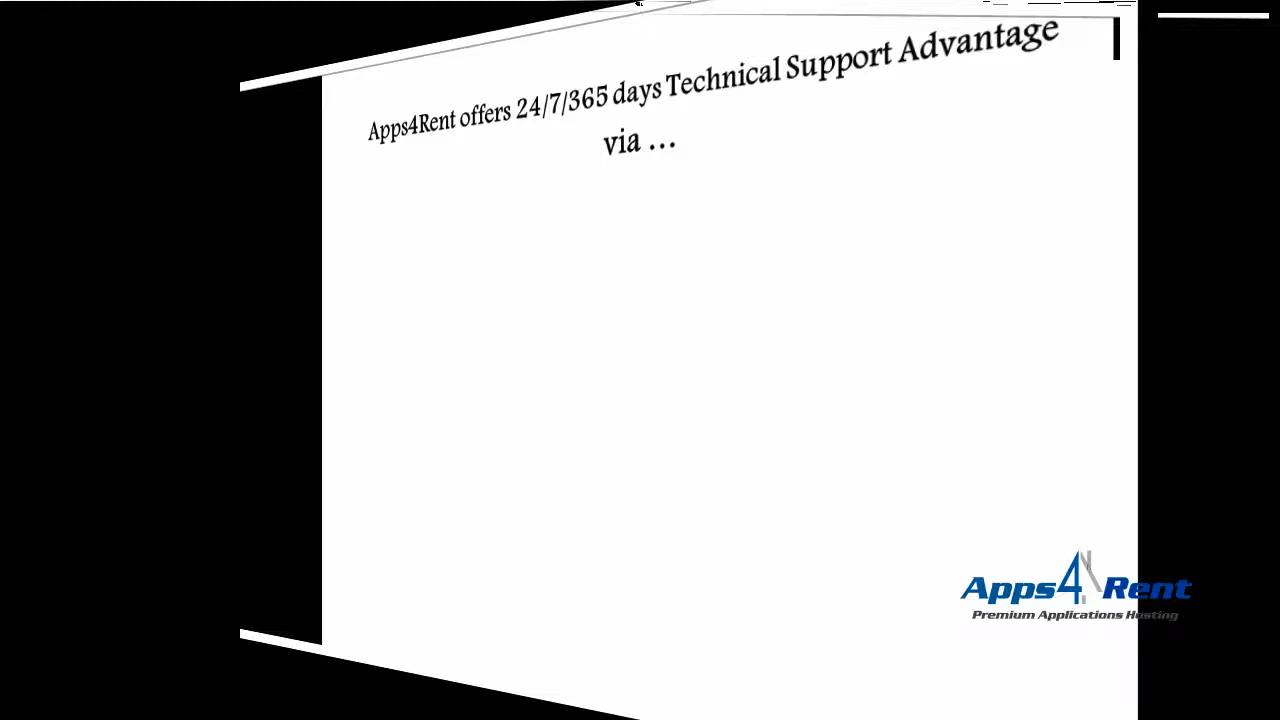 Apps4Rent offers 24/7/365 days Technical Support Advantage
via ...
Apps4Rent
Premium Applications Hosting